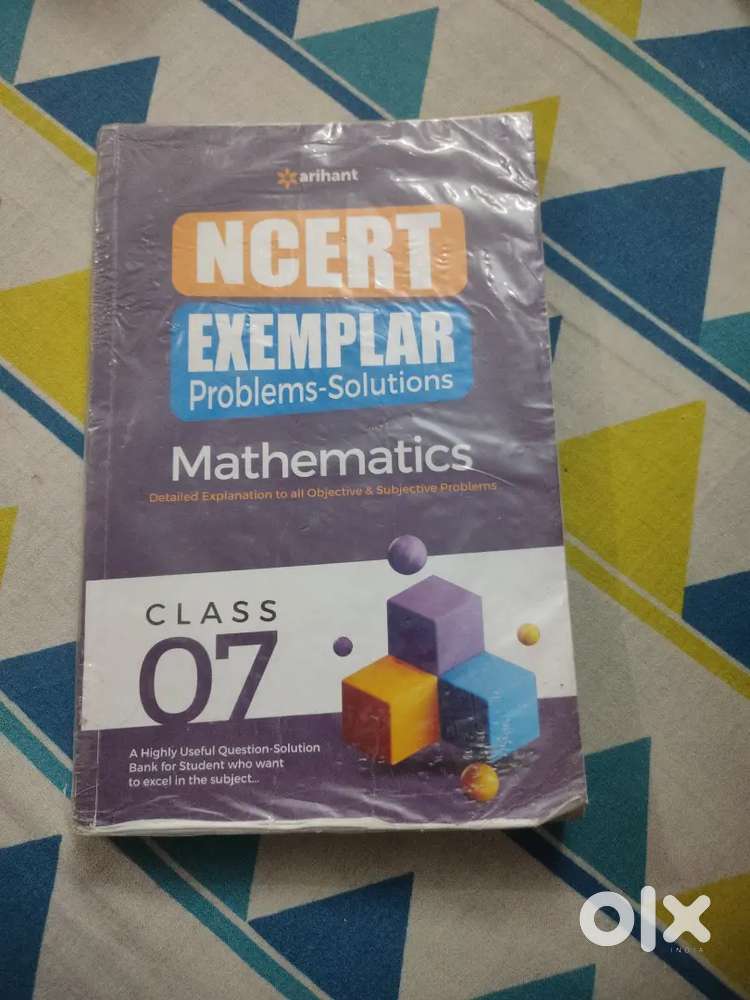 arihant
NCERT
EXEMPLAR
Problems-Solutions
Mathematics
Detailed Explanation to all Objective & Subjective Problems
CLASS
07
A Highly Useful Question-Solution
Bank for Student who want
to excel in the subject...
olx
INDIA